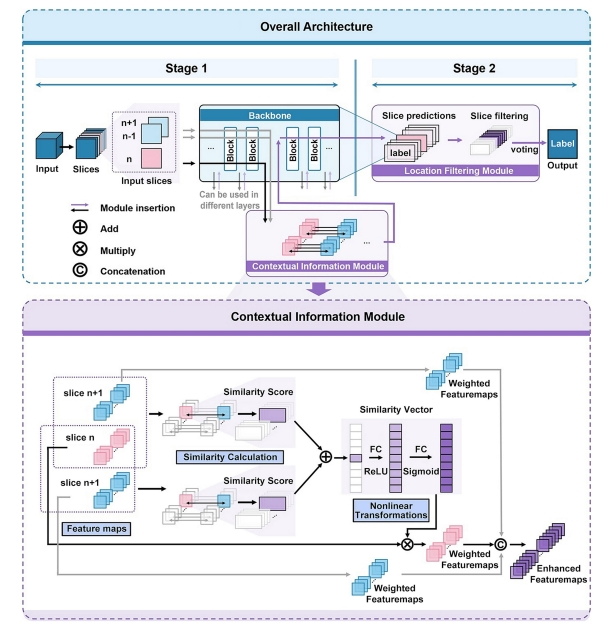 Overall Architecture
Stage 1
Stage 2
n+1
n-1
n
Input
Slices
Input slices
Backbone
Block
Block
Block
Block
...
...
...
Can be used in
different layers
Slice predictions
Slice filtering
label
voting
Label
Output
Location Filtering Module
Module insertion
Add
Multiply
C
Concatenation
...
Contextual Information Module
Contextual Information Module
slice n+1
slice n
slice n+1
Feature maps
Similarity Score
Similarity Calculation
Similarity Score
Similarity Vector
FC
FC
ReLU
Sigmoid
Nonlinear
Transformations
Weighted
Featuremaps
Weighted
Featuremaps
Weighted
Featuremaps
C
Enhanced
Featuremaps